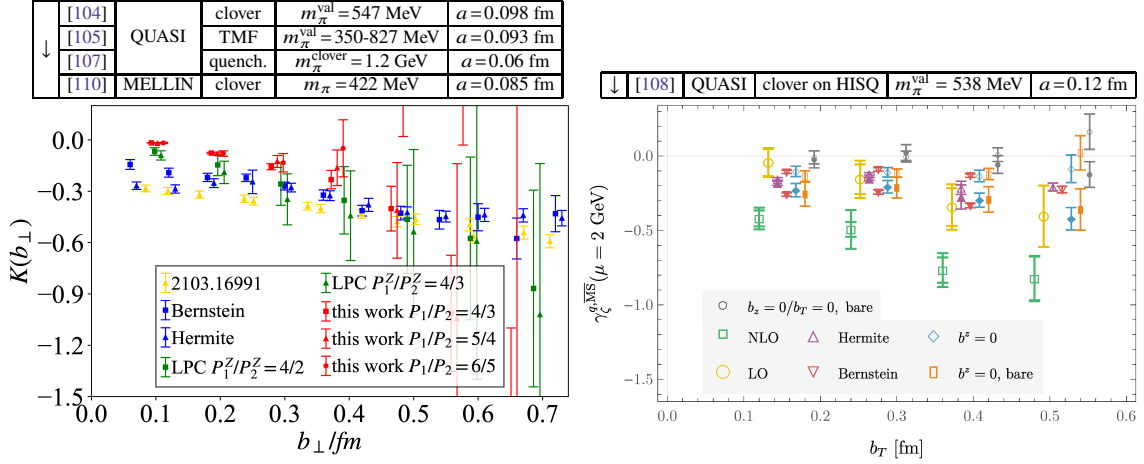 ↓ [104] QUASI clover m_π^val = 547 MeV a = 0.098 fm
[105] TMF m_π^val = 350-827 MeV a = 0.093 fm
[107] quench. m_π^clover = 1.2 GeV a = 0.06 fm
[110] MELLIN clover m_π = 422 MeV a = 0.085 fm
K(b⊥)
0.0
−0.3
−0.6
−0.9
−1.2
−1.5
2103.16991
Bernstein
Hermite
LPC P_1^Z/P_2^Z = 4/2
LPC P_1^Z/P_2^Z = 4/3
this work P_1/P_2 = 4/3
this work P_1/P_2 = 5/4
this work P_1/P_2 = 6/5
0.0 0.1 0.2 0.3 0.4 0.5 0.6 0.7
b⊥/fm
↓ [108] QUASI clover on HISQ m_π^val = 538 MeV a = 0.12 fm
γ_ζ^{q,MS̅}(μ = 2 GeV)
0.0
−0.5
−1.0
−1.5
b_z = 0/b_T = 0, bare
NLO Hermite b^z = 0
LO Bernstein b^z = 0, bare
0.0 0.1 0.2 0.3 0.4 0.5 0.6
b_T [fm]